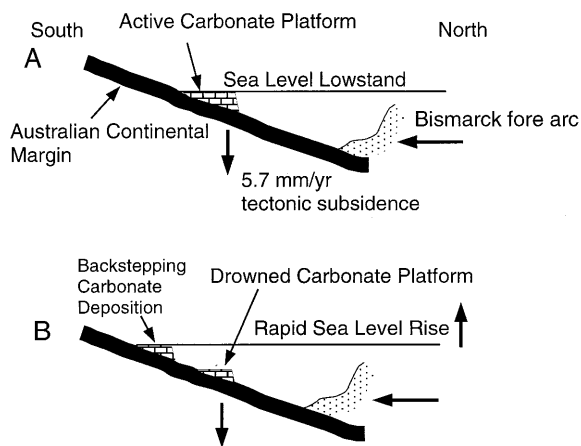 South
Active Carbonate Platform
North
A
Sea Level Lowstand
Australian Continental
Margin
Bismarck fore arc
5.7 mm/yr
tectonic subsidence
Backstepping
Carbonate
Deposition
Drowned Carbonate Platform
B
Rapid Sea Level Rise